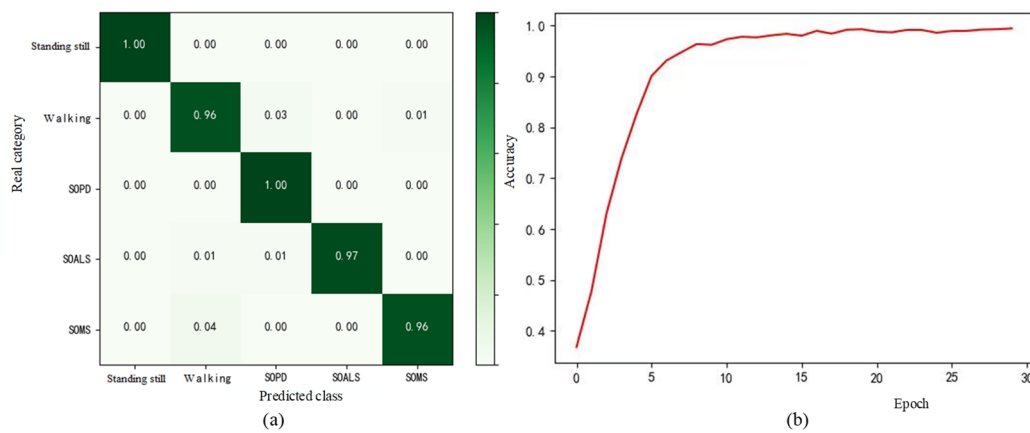 Real category
Standing still 1.00 0.00 0.00 0.00 0.00
Walking 0.00 0.96 0.03 0.00 0.01
SOPD 0.00 0.00 1.00 0.00 0.00
SOALS 0.00 0.01 0.01 0.97 0.00
SOMS 0.00 0.04 0.00 0.00 0.96
Standing still Walking SOPD SOALS SOMS
Predicted class
(a)
Accuracy
1.0
0.9
0.8
0.7
0.6
0.5
0.4
0 5 10 15 20 25 30
Epoch
(b)